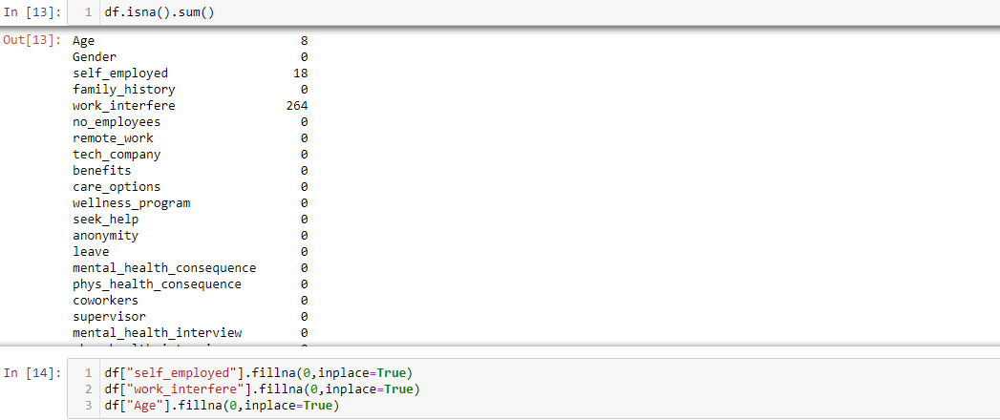 In [13]: 1 df.isna().sum()
Out[13]: Age 8
Gender 0
self_employed 18
family_history 0
work_interfere 264
no_employees 0
remote_work 0
tech_company 0
benefits 0
care_options 0
wellness_program 0
seek_help 0
anonymity 0
leave 0
mental_health_consequence 0
phys_health_consequence 0
coworkers 0
supervisor 0
mental_health_interview 0
In [14]: 1 df["self_employed"].fillna(0,inplace=True)
2 df["work_interfere"].fillna(0,inplace=True)
3 df["Age"].fillna(0,inplace=True)